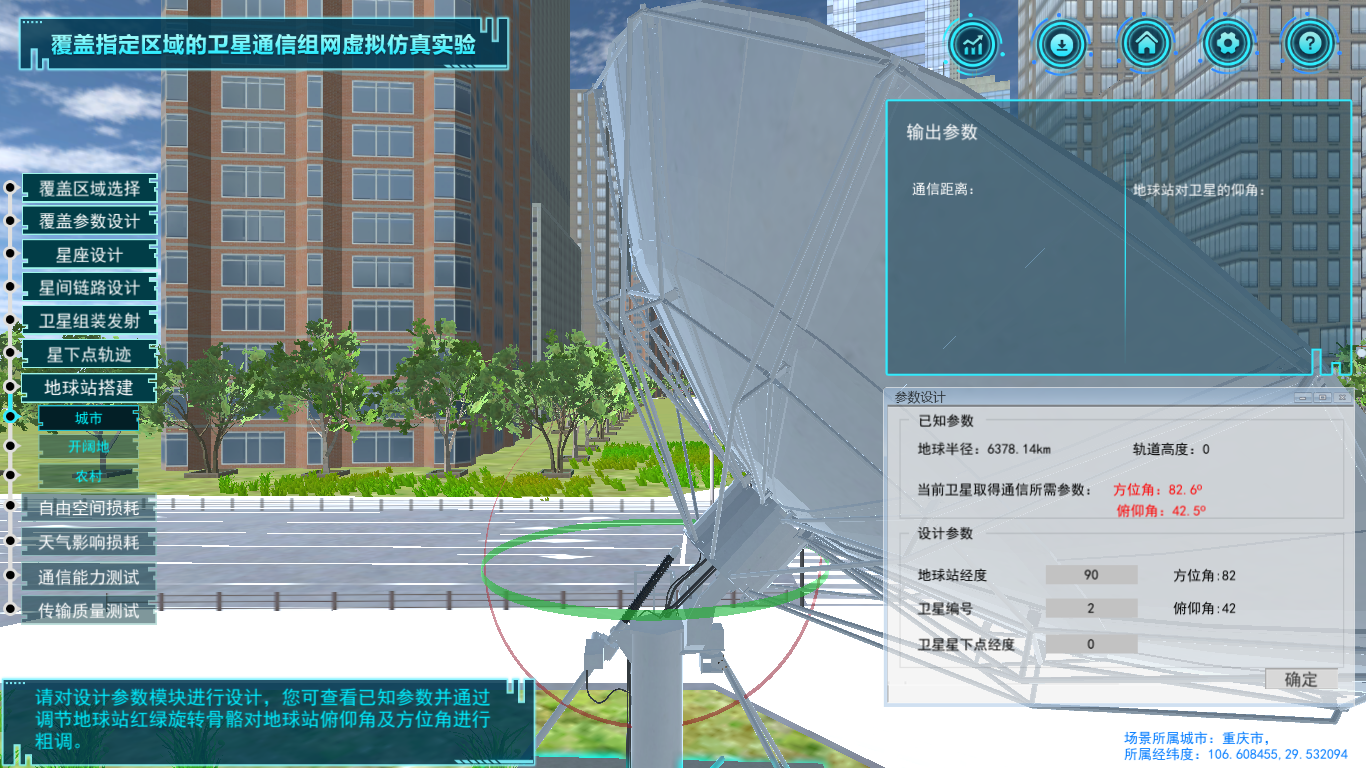 覆盖指定区域的卫星通信组网虚拟仿真实验
覆盖区域选择
覆盖参数设计
星座设计
星间链路设计
卫星组装发射
星下点轨迹
地球站搭建
城市
开阔地
农村
自由空间损耗
天气影响损耗
通信能力测试
传输质量测试
请对设计参数模块进行设计，您可查看已知参数并通过
调节地球站红绿旋转骨骼对地球站俯仰角及方位角进行
粗调。
输出参数
通信距离:
地球站对卫星的仰角:
参数设计
已知参数
地球半径: 6378.14km
轨道高度: 0
当前卫星取得通信所需参数:
方位角: 82.6°
俯仰角: 42.5°
设计参数
地球站经度 90 方位角:82
卫星编号 2 俯仰角:42
卫星星下点经度 0
确定
场景所属城市: 重庆市,
所属经纬度: 106.608455,29.532094